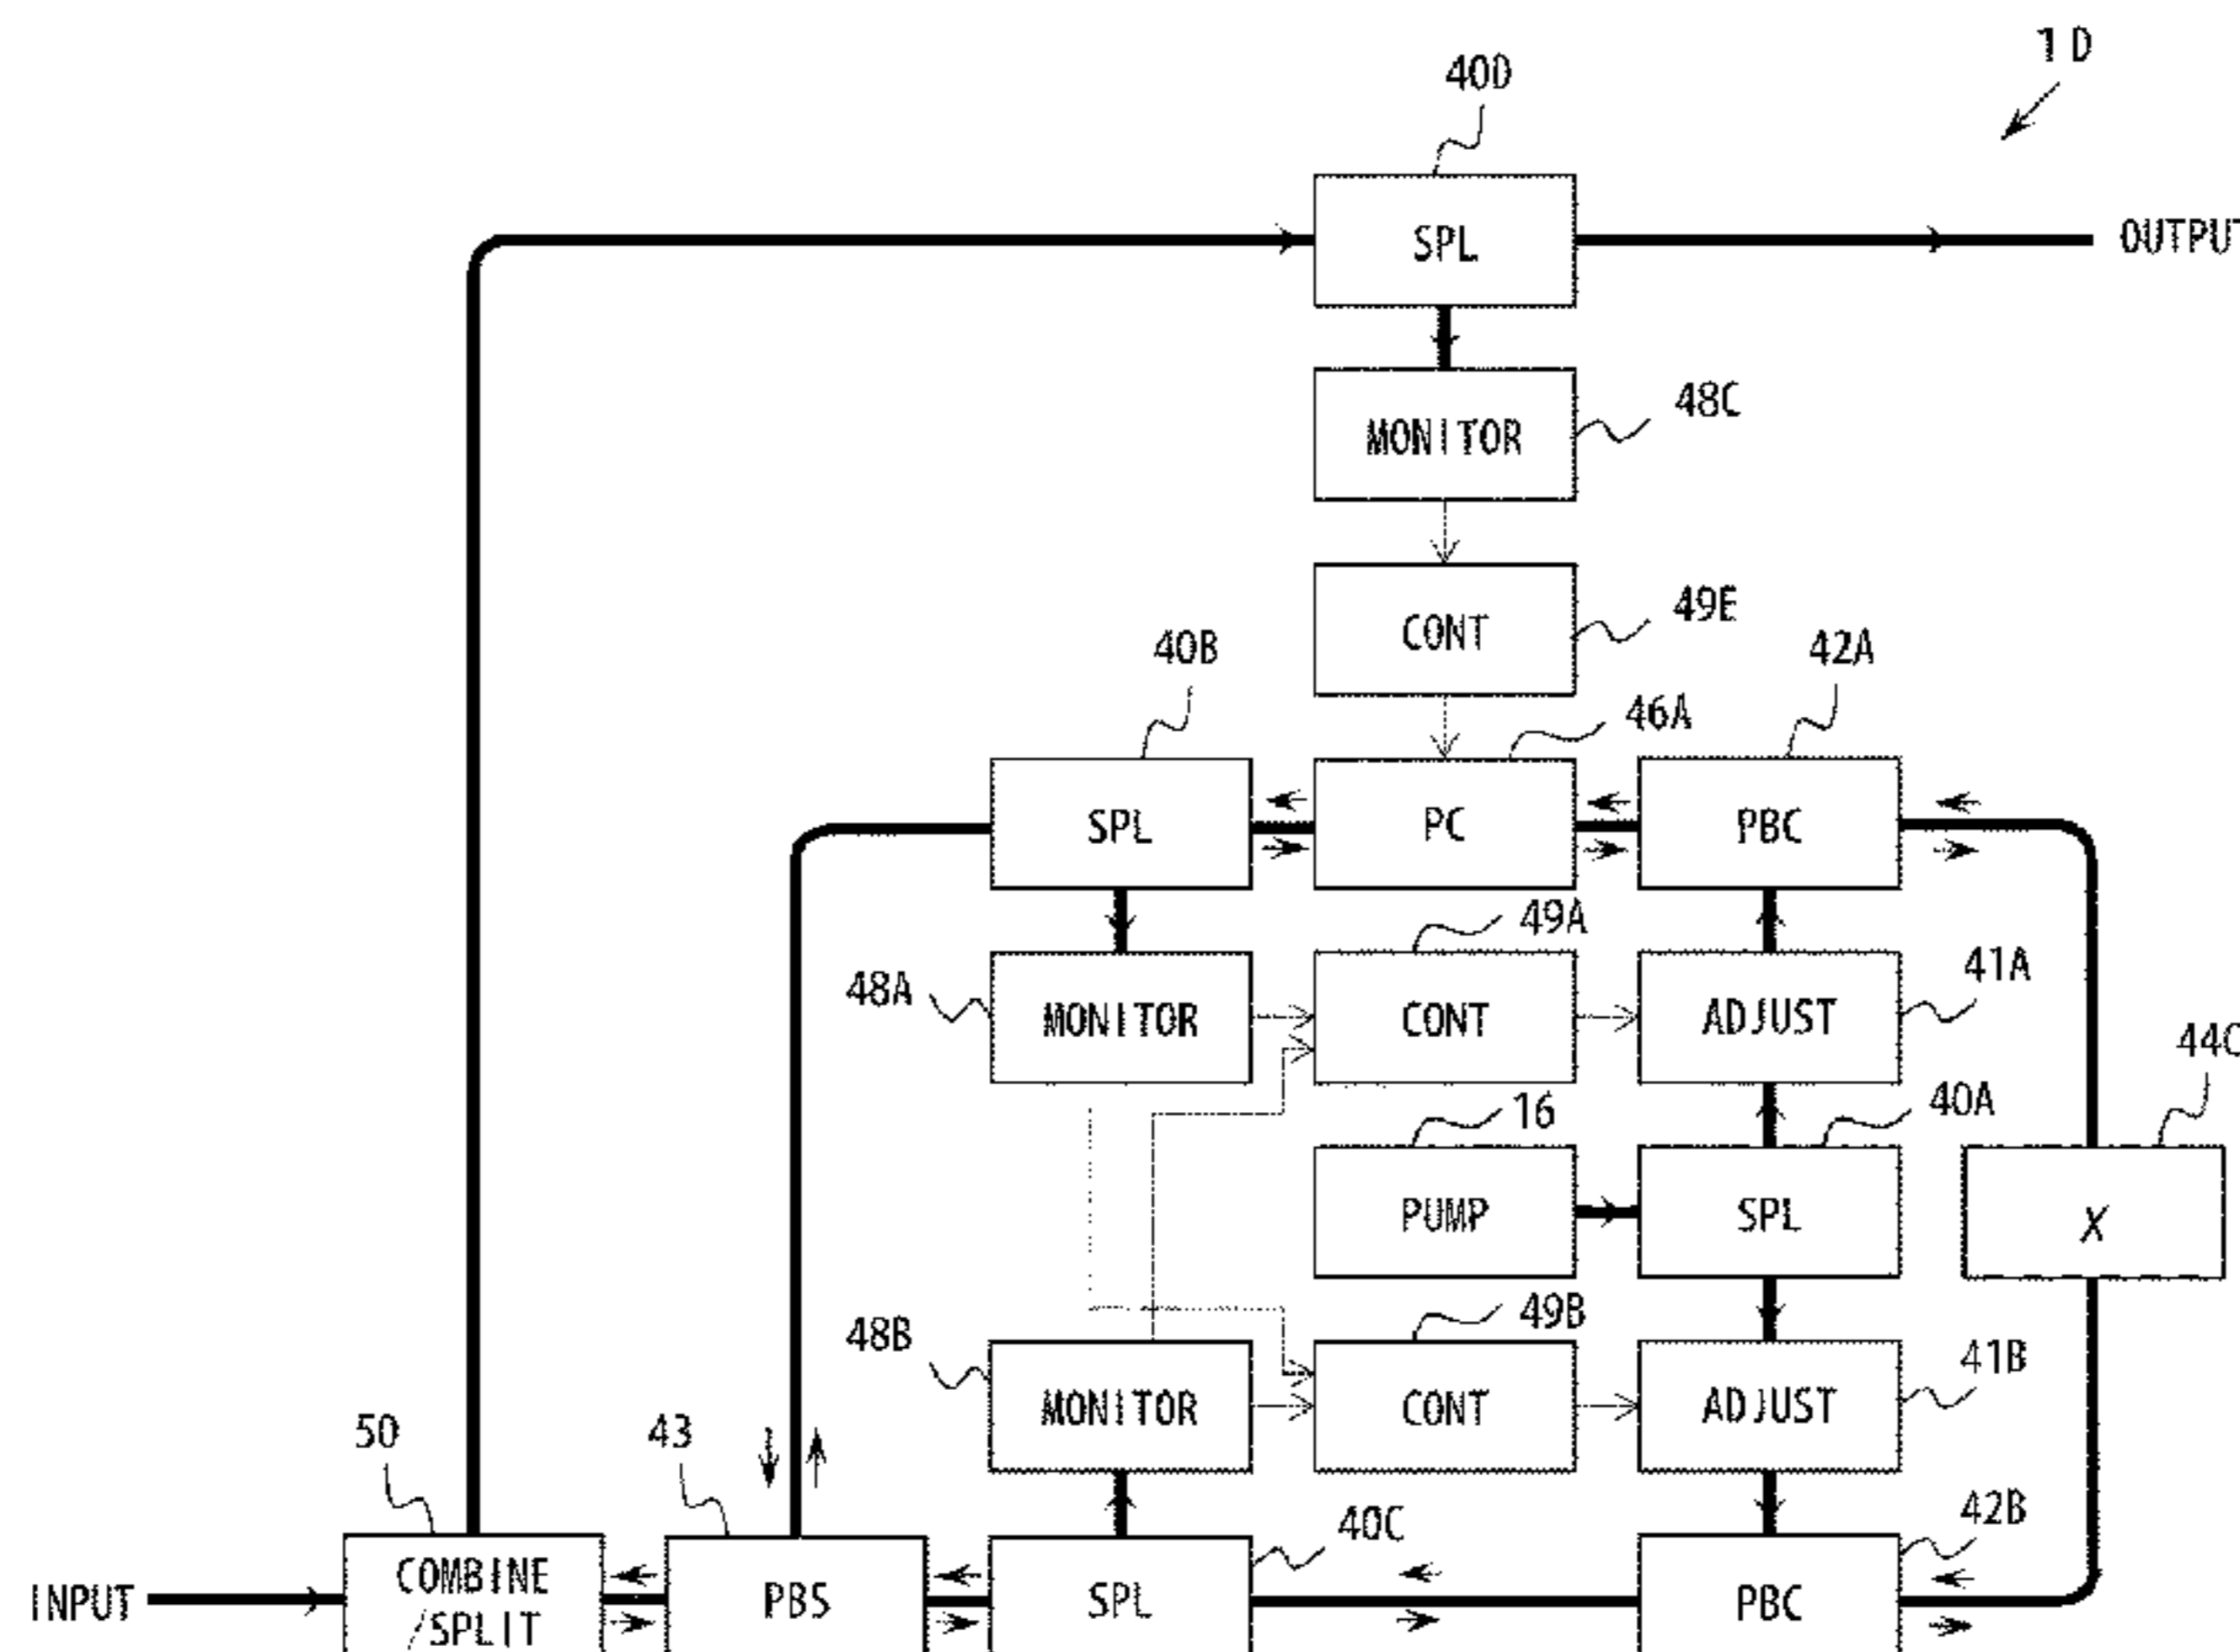 1D
40D
SPL
OUTPUT
48C
MONITOR
49E
CONT
40B
42A
46A
SPL
PC
PBC
49A
48A
41A
MONITOR
CONT
ADJUST
44C
16
40A
PUMP
SPL
X
49B
48B
41B
MONITOR
CONT
ADJUST
50
43
40C
42B
INPUT
COMBINE
/SPLIT
PBS
SPL
PBC